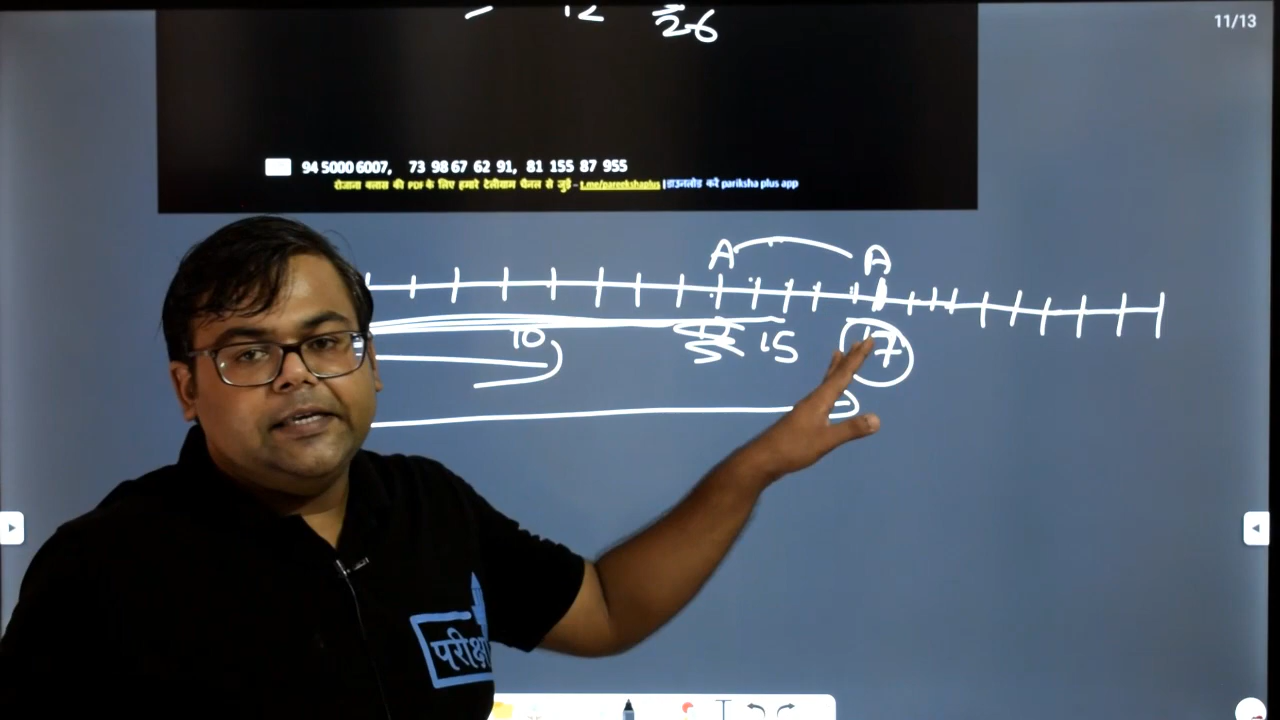 11/13
12 26
94 5000 6007, 73 98 67 62 91, 81 155 87 955
रोजाना क्लास की PDF के लिए हमारे टेलीग्राम चैनल से जुड़ें - t.me/pareekshaplus | डाउनलोड करें pariksha plus app
A A
10 15 17
परीक्षा